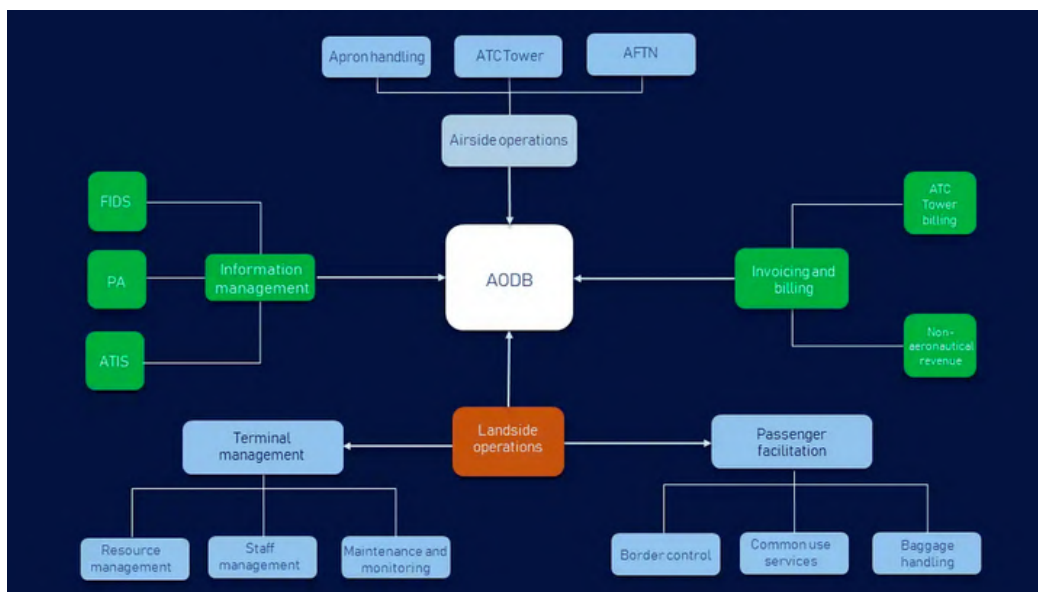 Apron handling
ATC Tower
AFTN
Airside operations
FIDS
PA
ATIS
Information
management
AODB
Invoicing and
billing
ATC
Tower
billing
Non-
aeronautical
revenue
Landside
operations
Terminal
management
Passenger
facilitation
Resource
management
Staff
management
Maintenance and
monitoring
Border control
Common use
services
Baggage
handling